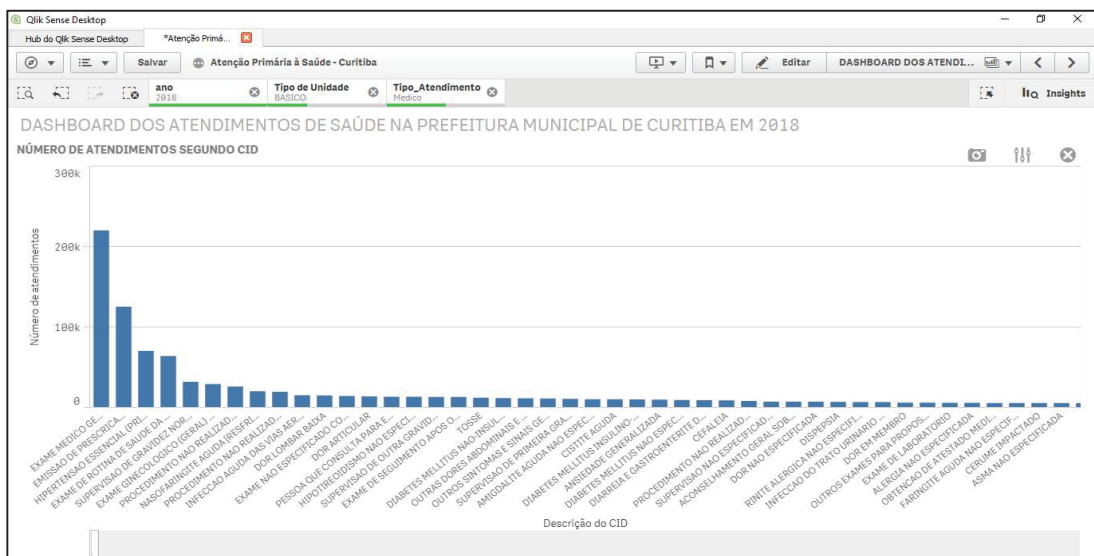 Qlik Sense Desktop
Hub do Qlik Sense Desktop
*Atenção Primá...
Salvar
Atenção Primária à Saúde - Curitiba
Editar
DASHBOARD DOS ATENDI...
ano
2018
Tipo de Unidade
BASICO
Tipo_Atendimento
Medico
Insights
DASHBOARD DOS ATENDIMENTOS DE SAÚDE NA PREFEITURA MUNICIPAL DE CURITIBA EM 2018
NÚMERO DE ATENDIMENTOS SEGUNDO CID
300k
200k
100k
0
Número de atendimentos
EXAME MEDICO GE...
EMISSAO DE PRESCRICA...
HIPERTENSAO ESSENCIAL (PRI...
EXAME DE ROTINA DE SAUDE DA ...
SUPERVISAO DE GRAVIDEZ NOR...
EXAME GINECOLOGICO (GERAL) ...
PROCEDIMENTO NAO REALIZAD...
NASOFARINGITE AGUDA [RESFRI...
PROCEDIMENTO NAO REALIZAD...
INFECCAO AGUDA DAS VIAS AER...
DOR LOMBAR BAIXA
EXAME NAO ESPECIFICADO CO...
DOR ARTICULAR
PESSOA QUE CONSULTA PARA E...
HIPOTIREOIDISMO NAO ESPECI...
SUPERVISAO DE OUTRA GRAVID...
EXAME DE SEGUIMENTO APOS O...
TOSSE
DIABETES MELLITUS NAO-INSUL...
OUTRAS DORES ABDOMINAIS E...
OUTROS SINTOMAS E SINAIS GE...
SUPERVISAO DE PRIMEIRA GRA...
AMIGDALITE AGUDA NAO ESPEC...
CISTITE AGUDA
DIABETES MELLITUS INSULINO-...
ANSIEDADE GENERALIZADA
DIABETES MELLITUS NAO ESPEC...
DIARREIA E GASTROENTERITE D...
CEFALEIA
PROCEDIMENTO NAO REALIZAD...
SUPERVISAO NAO ESPECIFICAD...
ACONSELHAMENTO GERAL SOB...
DOR NAO ESPECIFICADA
DISPEPSIA
RINITE ALERGICA NAO ESPECIFI...
INFECCAO DO TRATO URINARIO ...
DOR EM MEMBRO
OUTROS EXAMES PARA PROPOS...
EXAME DE LABORATORIO
ALERGIA NAO ESPECIFICADA
OBTENCAO DE ATESTADO MEDI...
FARINGITE AGUDA NAO ESPECIF...
CERUME IMPACTADO
ASMA NAO ESPECIFICADA
Descrição do CID